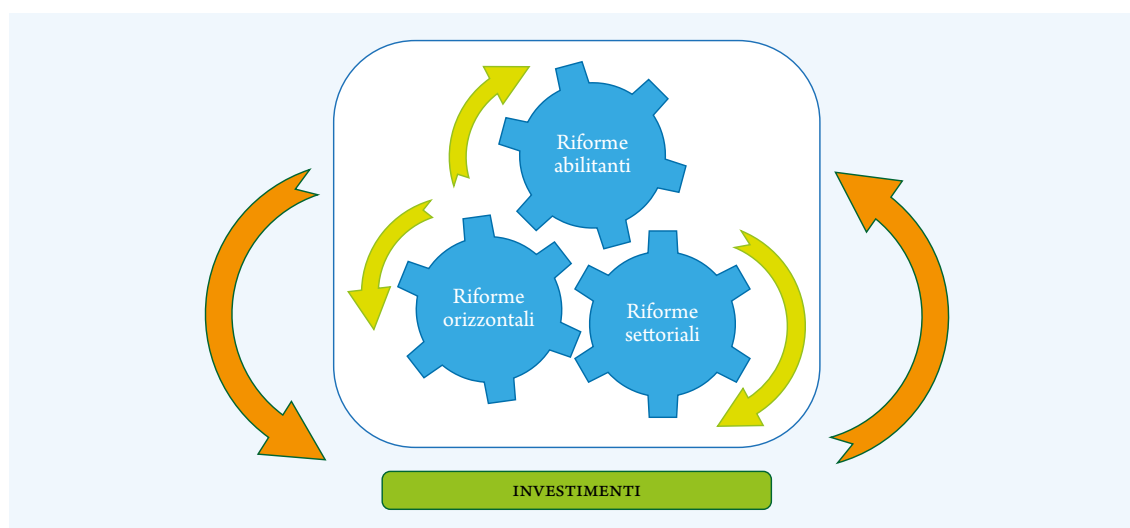 Riforme
abilitanti
Riforme
orizzontali
Riforme
settoriali
INVESTIMENTI